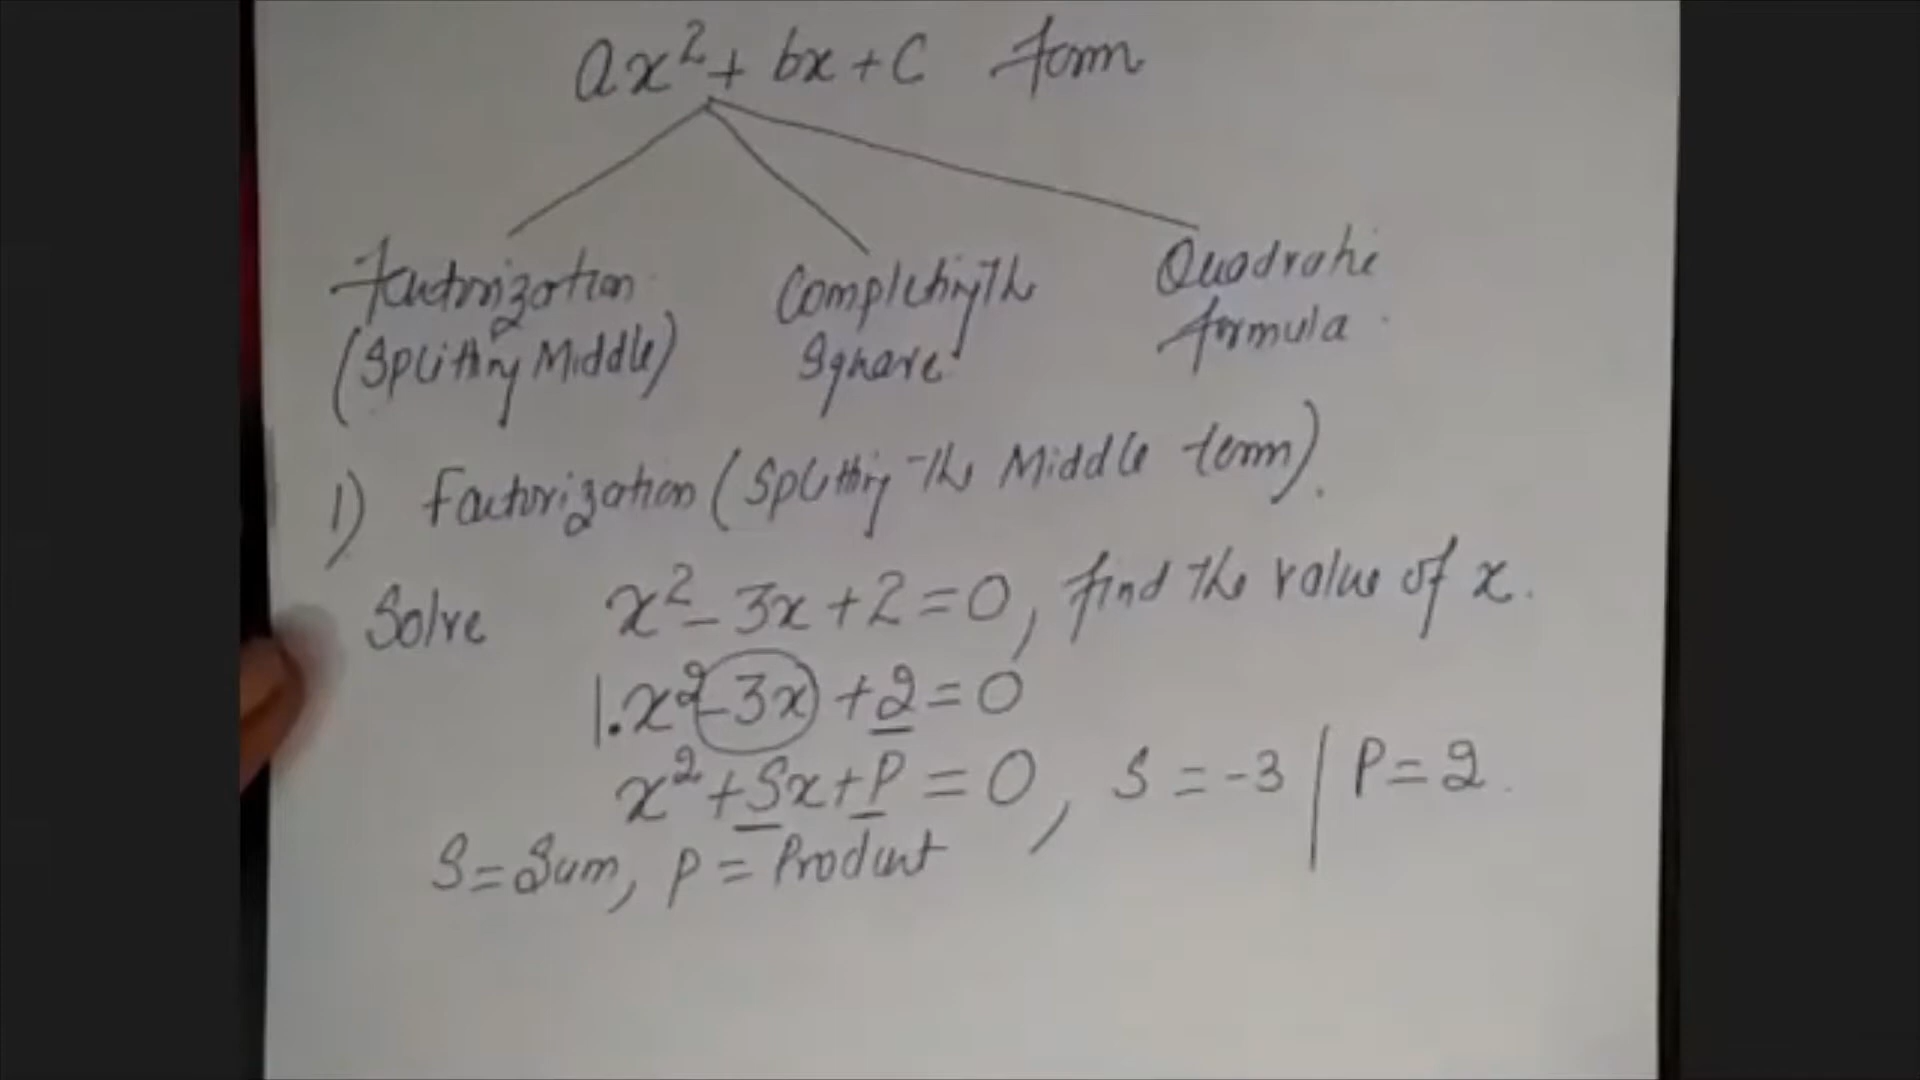 ax² + bx + c form
Factorization Completing the Quadratic
(Splitting Middle) Square formula
1) Factorization (Splitting the Middle term).
Solve x² - 3x + 2 = 0, find the value of x.
1.x² - 3x + 2 = 0
x² + Sx + P = 0, S = -3 | P = 2
S = Sum, P = Product